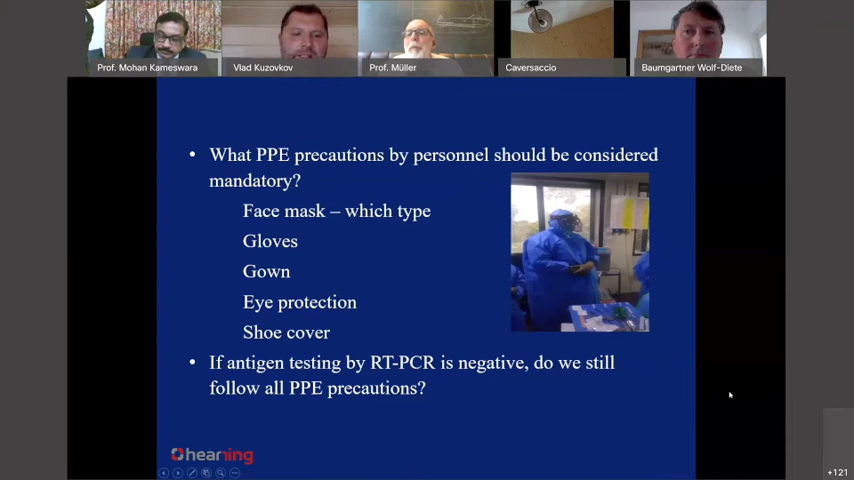 Prof. Mohan Kameswara
Vlad Kuzovkov
Prof. Müller
Caversaccio
Baumgartner Wolf-Diete
• What PPE precautions by personnel should be considered
mandatory?
Face mask – which type
Gloves
Gown
Eye protection
Shoe cover
• If antigen testing by RT-PCR is negative, do we still
follow all PPE precautions?
hearring
+121